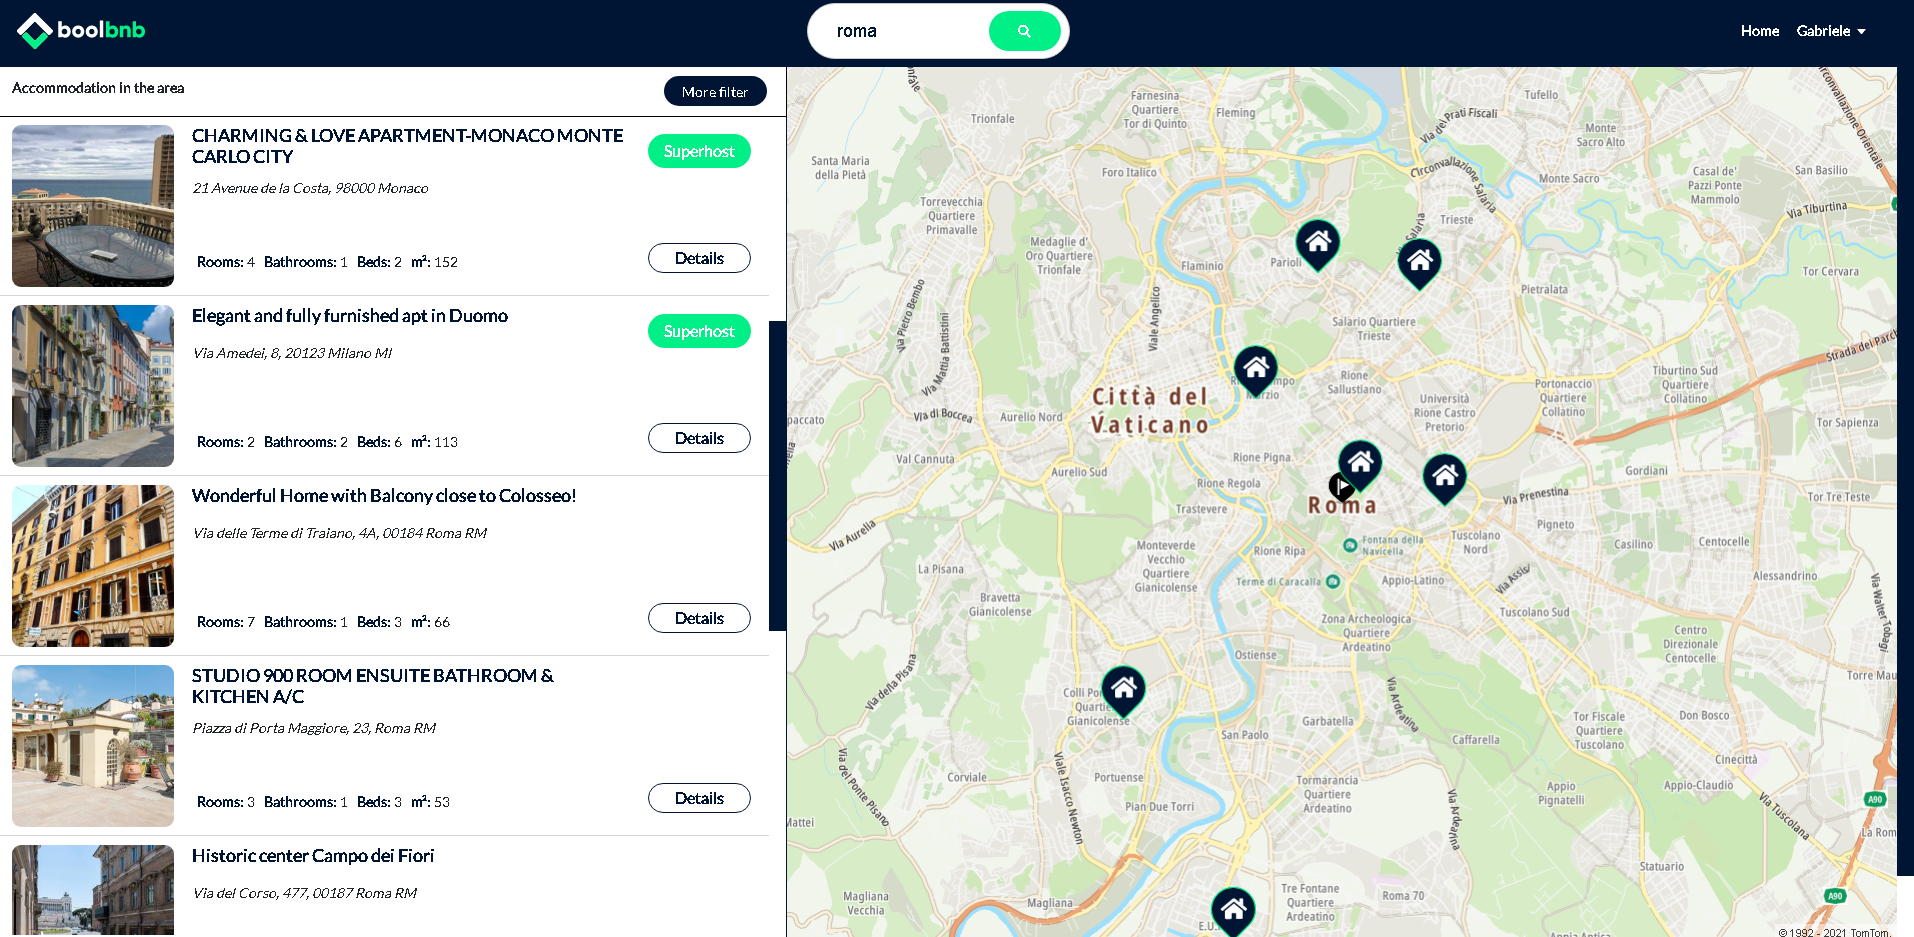 boolbnb
roma
Home
Gabriele
Accommodation in the area
More filter
CHARMING & LOVE APARTMENT-MONACO MONTE
CARLO CITY
Superhost
21 Avenue de la Costa, 98000 Monaco
Rooms: 4 Bathrooms: 1 Beds: 2 m²: 152
Details
Elegant and fully furnished apt in Duomo
Superhost
Via Amedei, 8, 20123 Milano MI
Rooms: 2 Bathrooms: 2 Beds: 6 m²: 113
Details
Wonderful Home with Balcony close to Colosseo!
Via delle Terme di Traiano, 4A, 00184 Roma RM
Rooms: 7 Bathrooms: 1 Beds: 3 m²: 66
Details
STUDIO 900 ROOM ENSUITE BATHROOM &
KITCHEN A/C
Piazza di Porta Maggiore, 23, Roma RM
Rooms: 3 Bathrooms: 1 Beds: 3 m²: 53
Details
Historic center Campo dei Fiori
Via del Corso, 477, 00187 Roma RM
Trionfale
Farnesina
Quartiere
Tor di Quinto
Fleming
Via dei Prati Fiscali
Tufello
Monte
Sacro Alto
Circonvallazione Orientale
Santa Maria
della Pietà
Foro Italico
Circonvallazione Salaria
Monte Sacro
Casal de'
Pazzi Ponte
Mammolo
San Basilio
Via Tiburtina
Torrevecchia
Quartiere
Primavalle
Trieste
Via Salaria
Medaglie d'
Oro Quartiere
Trionfale
Flaminio
Parioli
Pietralata
Tor Cervara
Via Pietro Bembo
Via Mattia Battistini
Viale Angelico
Salario Quartiere
Trieste
Strada dei Parchi
Rione
Sallustiano
Portonaccio
Quartiere
Collatino
Tiburtino Sud
Quartiere
Collatino
Città del
Vaticano
Via di Boccea
Aurelio Nord
Università
Rione Castro
Pretorio
Tor Sapienza
Val Cannuta
Aurelio Sud
Rione Pigna
Rione Regola
Gordiani
Via Prenestina
Tor Tre Teste
Roma
Trastevere
Pigneto
Via Aurelia
Fontana della
Navicella
Tuscolano
Nord
Casilino
Centocelle
Monteverde
Vecchio
Quartiere
Gianicolense
Rione Ripa
La Pisana
Terme di Caracalla
Appio-Latino
Via Assisi
Alessandrino
Via Walter Tobagi
Bravetta
Gianicolense
Tuscolano Sud
Zona Archeologica
Quartiere
Ardeatino
Centro
Direzionale
Centocelle
Ostiense
Via della Pisana
Via Ardeatina
Colli
Gianicolense
Garbatella
San Paolo
Tor Fiscale
Quartiere
Tuscolano
Don Bosco
Caffarella
Cinecittà
Via del Ponte Pisano
Viale Isacco Newton
Corviale
Portuense
Tormarancia
Quartiere
Ardeatino
Appio
Pignatelli
Appio-Claudio
A90
Pian Due Torri
Via Ardeatina
Via Tuscolana
Statuario
Magliana
Vecchia
Magliana
Tre Fontane
Quartiere
Ardeatino
Roma 70
A90
© 1992 - 2021 TomTom.